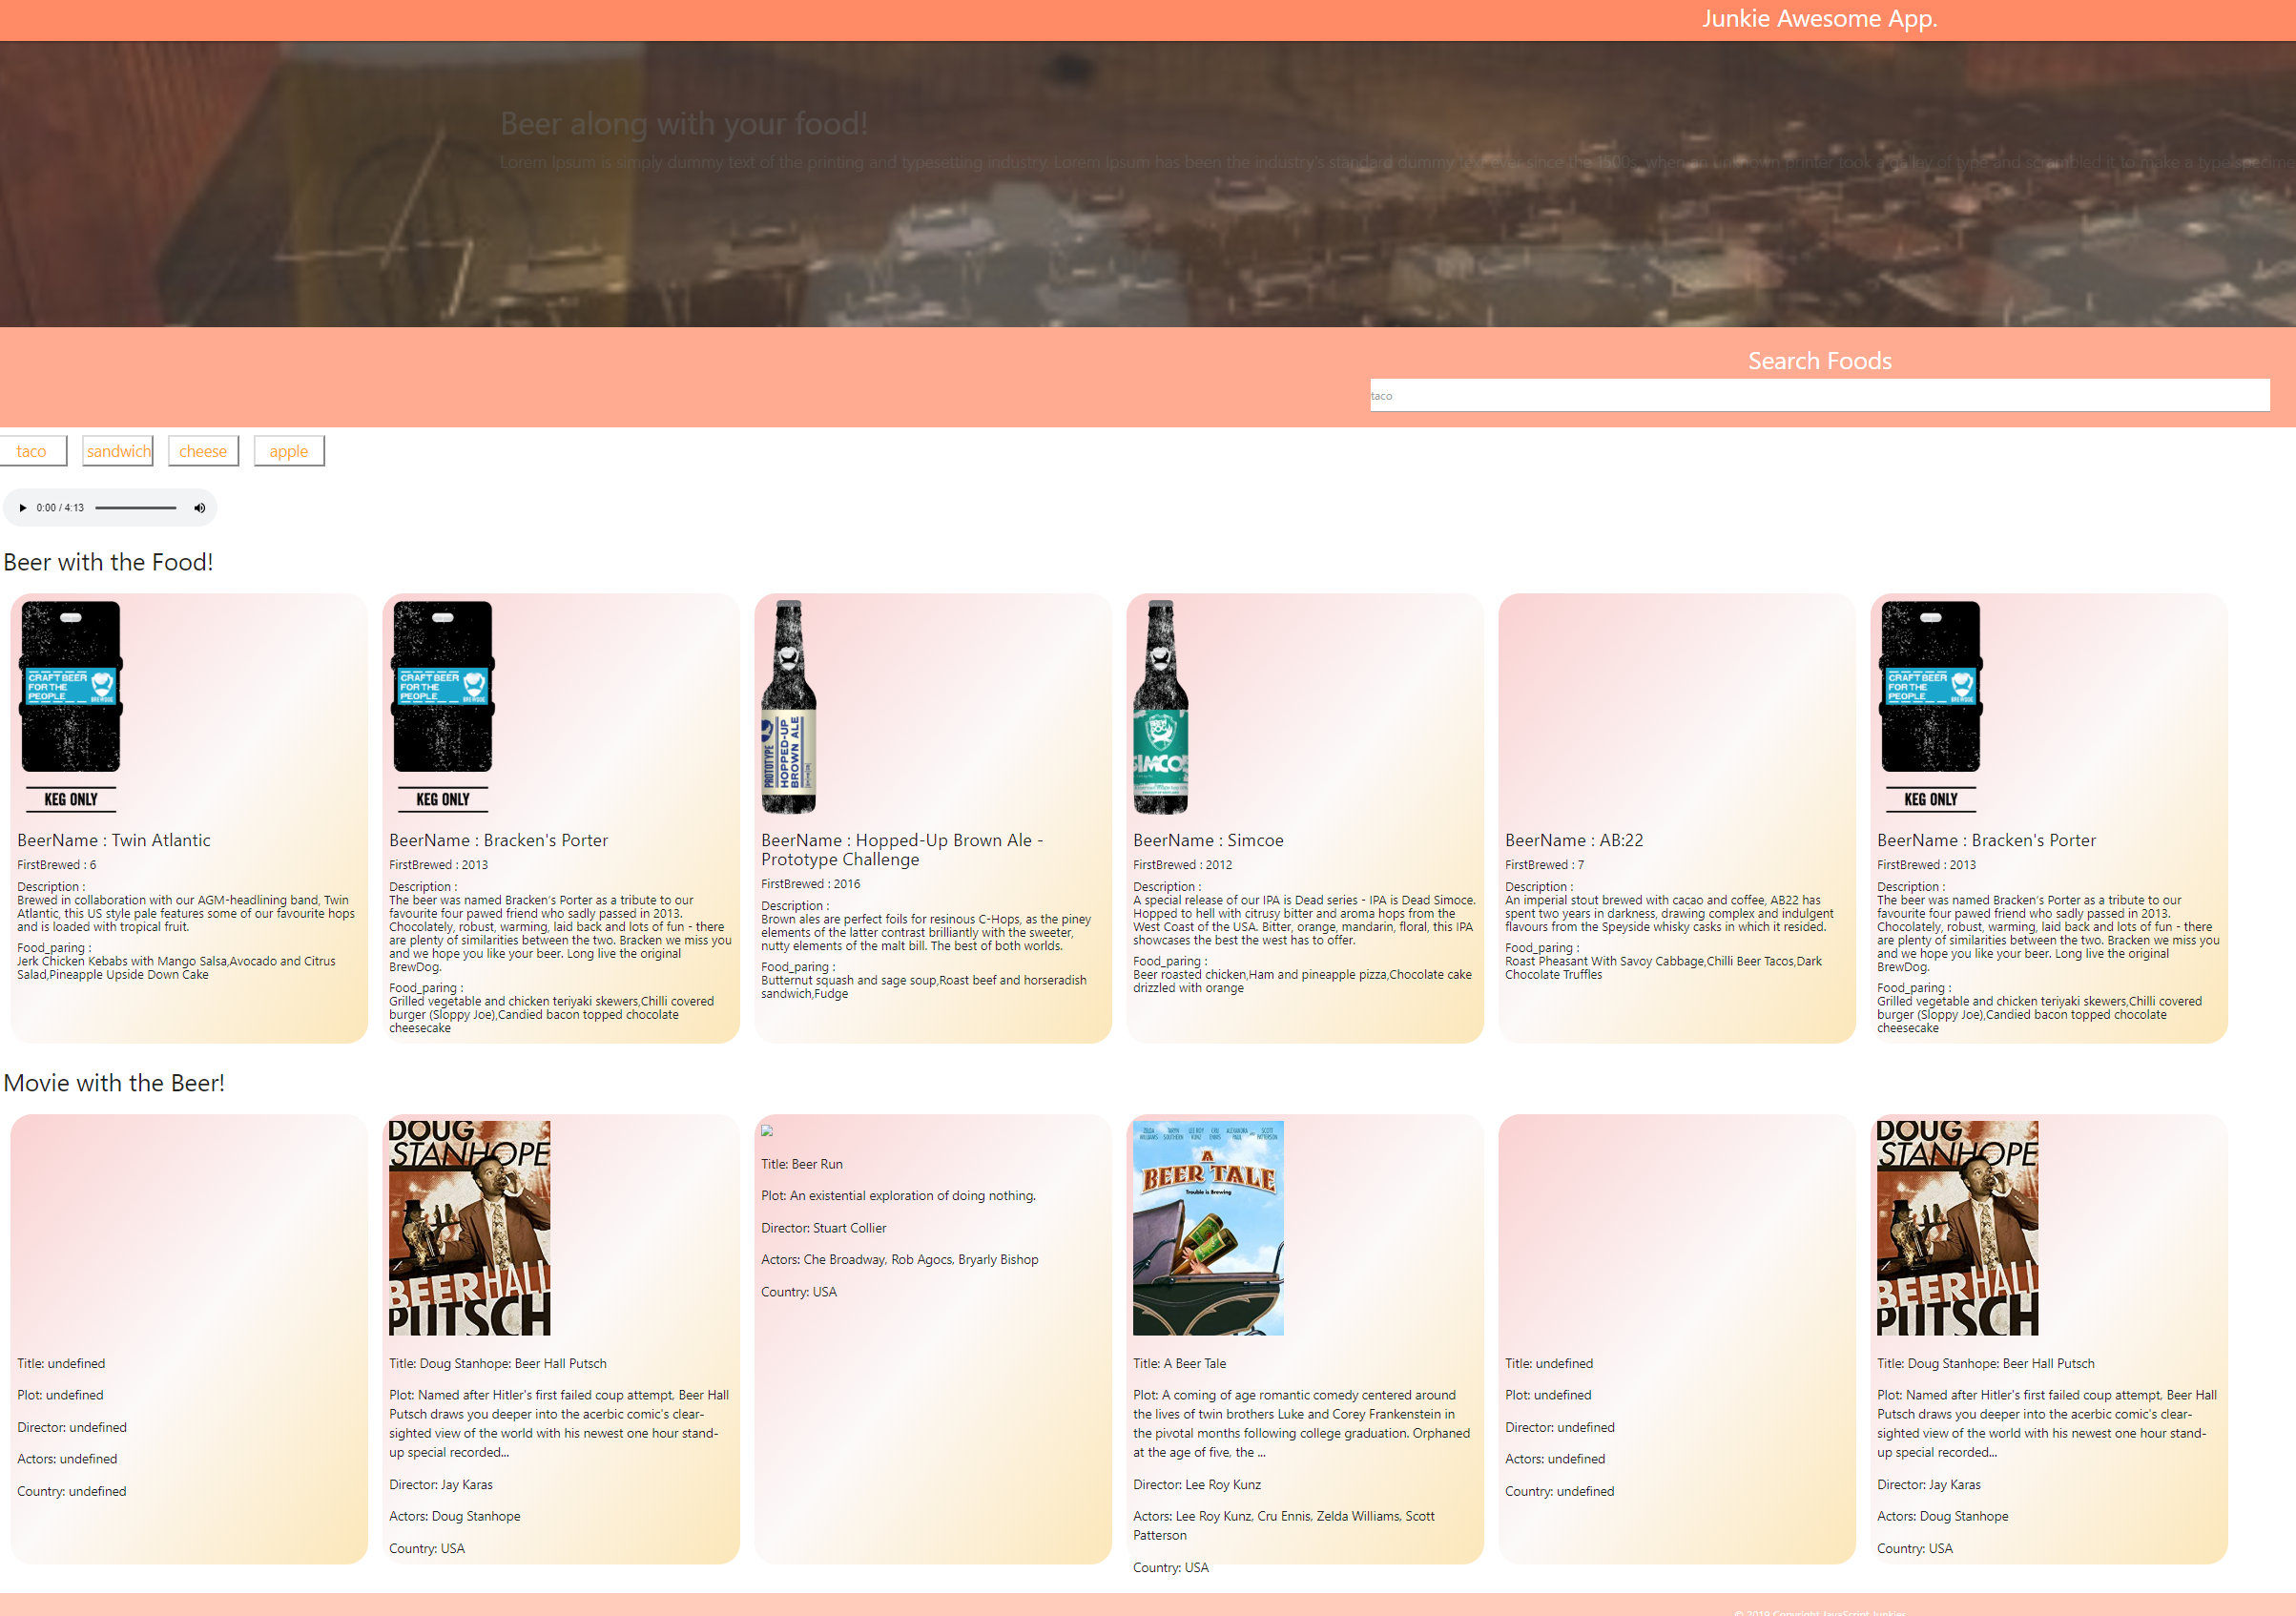 Junkie Awesome App.
Beer along with your food!
Lorem Ipsum is simply dummy text of the printing and typesetting industry. Lorem Ipsum has been the industry's standard dummy text ever since the 1500s, when an unknown printer took a galley of type and scrambled it to make a type specime
Search Foods
taco
taco sandwich cheese apple
0:00 / 4:13
Beer with the Food!
CRAFT BEER
FOR THE
PEOPLE
BREWDOG
KEG ONLY
BeerName : Twin Atlantic
FirstBrewed : 6
Description :
Brewed in collaboration with our AGM-headlining band, Twin
Atlantic, this US style pale features some of our favourite hops
and is loaded with tropical fruit.
Food_paring :
Jerk Chicken Kebabs with Mango Salsa,Avocado and Citrus
Salad,Pineapple Upside Down Cake
CRAFT BEER
FOR THE
PEOPLE
BREWDOG
KEG ONLY
BeerName : Bracken's Porter
FirstBrewed : 2013
Description :
The beer was named Bracken’s Porter as a tribute to our
favourite four pawed friend who sadly passed in 2013.
Chocolately, robust, warming, laid back and lots of fun - there
are plenty of similarities between the two. Bracken we miss you
and we hope you like your beer. Long live the original
BrewDog.
Food_paring :
Grilled vegetable and chicken teriyaki skewers,Chilli covered
burger (Sloppy Joe),Candied bacon topped chocolate
cheesecake
PROTOTYPE
HOPPED-UP
BROWN ALE
BeerName : Hopped-Up Brown Ale -
Prototype Challenge
FirstBrewed : 2016
Description :
Brown ales are perfect foils for resinous C-Hops, as the piney
elements of the latter contrast brilliantly with the sweeter,
nutty elements of the malt bill. The best of both worlds.
Food_paring :
Butternut squash and sage soup,Roast beef and horseradish
sandwich,Fudge
SIMCO
BeerName : Simcoe
FirstBrewed : 2012
Description :
A special release of our IPA is Dead series - IPA is Dead Simoce.
Hopped to hell with citrusy bitter and aroma hops from the
West Coast of the USA. Bitter, orange, mandarin, floral, this IPA
showcases the best the west has to offer.
Food_paring :
Beer roasted chicken,Ham and pineapple pizza,Chocolate cake
drizzled with orange
BeerName : AB:22
FirstBrewed : 7
Description :
An imperial stout brewed with cacao and coffee, AB22 has
spent two years in darkness, drawing complex and indulgent
flavours from the Speyside whisky casks in which it resided.
Food_paring :
Roast Pheasant With Savoy Cabbage,Chilli Beer Tacos,Dark
Chocolate Truffles
CRAFT BEER
FOR THE
PEOPLE
BREWDOG
KEG ONLY
BeerName : Bracken's Porter
FirstBrewed : 2013
Description :
The beer was named Bracken’s Porter as a tribute to our
favourite four pawed friend who sadly passed in 2013.
Chocolately, robust, warming, laid back and lots of fun - there
are plenty of similarities between the two. Bracken we miss you
and we hope you like your beer. Long live the original
BrewDog.
Food_paring :
Grilled vegetable and chicken teriyaki skewers,Chilli covered
burger (Sloppy Joe),Candied bacon topped chocolate
cheesecake
Movie with the Beer!
Title: undefined
Plot: undefined
Director: undefined
Actors: undefined
Country: undefined
DOUG
STANHOPE
BEER HALL
PUTSCH
Title: Doug Stanhope: Beer Hall Putsch
Plot: Named after Hitler's first failed coup attempt, Beer Hall
Putsch draws you deeper into the acerbic comic's clear-
sighted view of the world with his newest one hour stand-
up special recorded...
Director: Jay Karas
Actors: Doug Stanhope
Country: USA
Title: Beer Run
Plot: An existential exploration of doing nothing.
Director: Stuart Collier
Actors: Che Broadway, Rob Agocs, Bryarly Bishop
Country: USA
A
BEER TALE
Trouble is Brewing
Title: A Beer Tale
Plot: A coming of age romantic comedy centered around
the lives of twin brothers Luke and Corey Frankenstein in
the pivotal months following college graduation. Orphaned
at the age of five, the ...
Director: Lee Roy Kunz
Actors: Lee Roy Kunz, Cru Ennis, Zelda Williams, Scott
Patterson
Country: USA
Title: undefined
Plot: undefined
Director: undefined
Actors: undefined
Country: undefined
DOUG
STANHOPE
BEER HALL
PUTSCH
Title: Doug Stanhope: Beer Hall Putsch
Plot: Named after Hitler's first failed coup attempt, Beer Hall
Putsch draws you deeper into the acerbic comic's clear-
sighted view of the world with his newest one hour stand-
up special recorded...
Director: Jay Karas
Actors: Doug Stanhope
Country: USA
© 2019 Copyright JavaScript Junkies